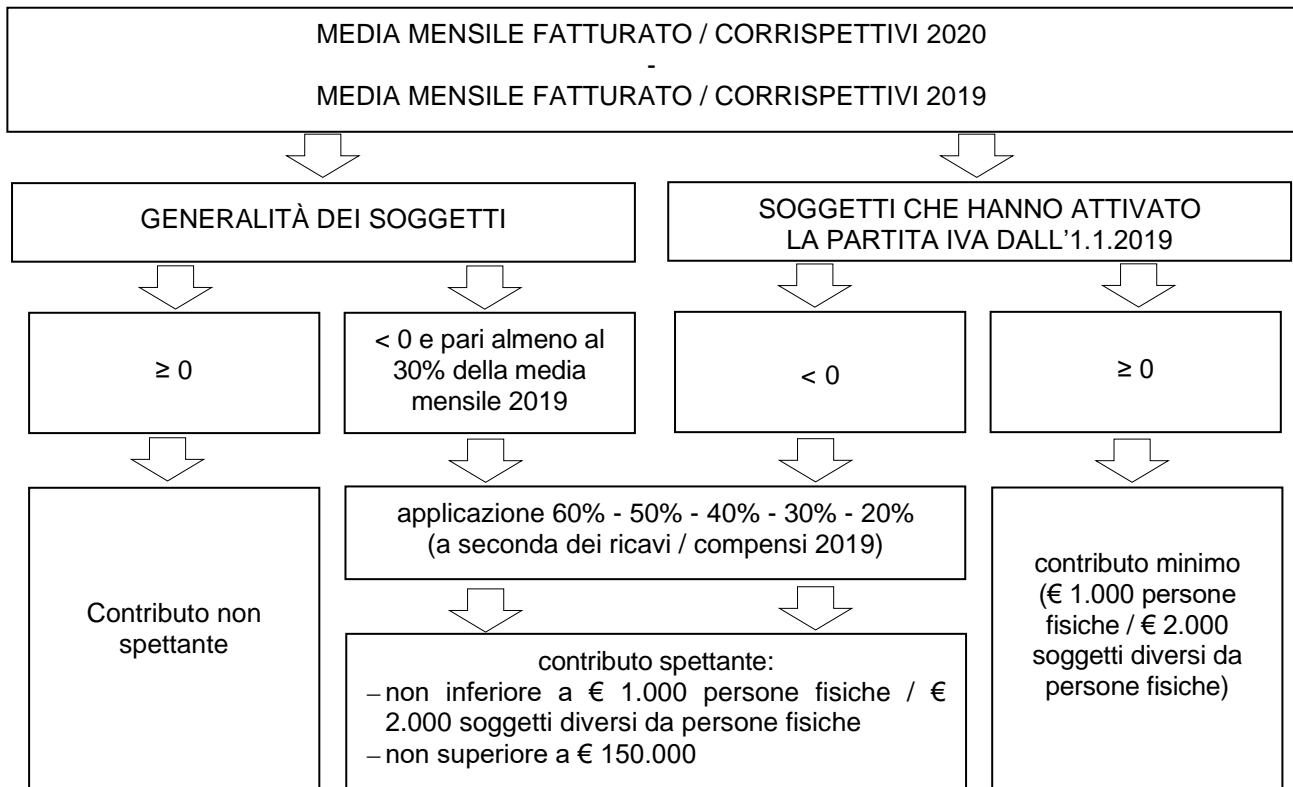 MEDIA MENSILE FATTURATO / CORRISPETTIVI 2020
-
MEDIA MENSILE FATTURATO / CORRISPETTIVI 2019
GENERALITÀ DEI SOGGETTI
SOGGETTI CHE HANNO ATTIVATO
LA PARTITA IVA DALL'1.1.2019
≥ 0
< 0 e pari almeno al
30% della media
mensile 2019
< 0
≥ 0
Contributo non
spettante
applicazione 60% - 50% - 40% - 30% - 20%
(a seconda dei ricavi / compensi 2019)
contributo spettante:
– non inferiore a € 1.000 persone fisiche / €
2.000 soggetti diversi da persone fisiche
– non superiore a € 150.000
contributo minimo
(€ 1.000 persone
fisiche / € 2.000
soggetti diversi da
persone fisiche)